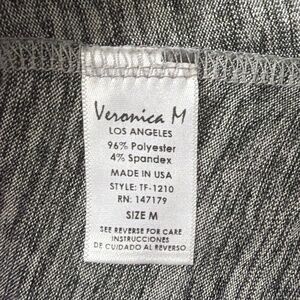 Veronica M
LOS ANGELES
96% Polyester
4% Spandex
MADE IN USA
STYLE: TF-1210
RN: 147179
SIZE M
SEE REVERSE FOR CARE
INSTRUCCIONES
DE CUIDADO AL REVERSO